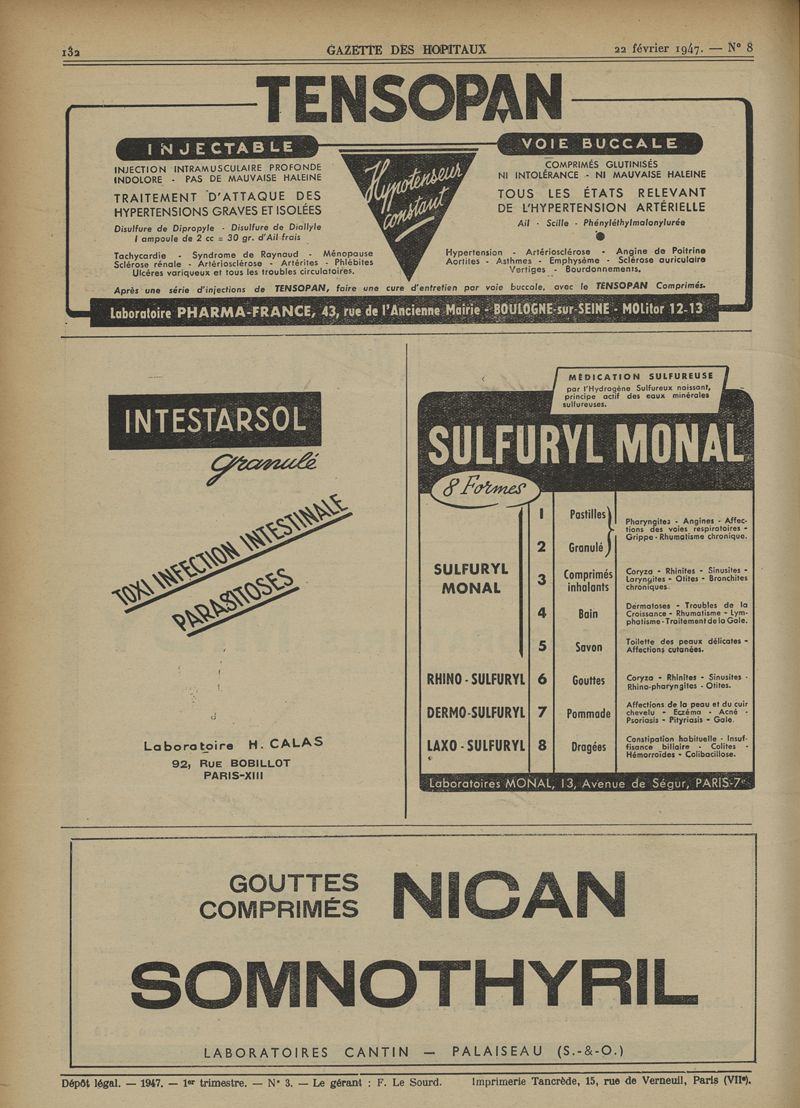 132
GAZETTE DES HOPITAUX
22 février 1947. — N° 8
TENSOPAN
INJECTABLE
INJECTION INTRAMUSCULAIRE PROFONDE
INDOLORE - PAS DE MAUVAISE HALEINE
TRAITEMENT D'ATTAQUE DES
HYPERTENSIONS GRAVES ET ISOLÉES
Disulfure de Dipropyle - Disulfure de Diallyle
1 ampoule de 2 cc = 30 gr. d'Ail frais
Tachycardie - Syndrome de Raynaud - Ménopause
Sclérose rénale - Artériosclérose - Artérites - Phlébites
Ulcères variqueux et tous les troubles circulatoires.
Hypotenseur
constant
VOIE BUCCALE
COMPRIMÉS GLUTINISÉS
NI INTOLÉRANCE - NI MAUVAISE HALEINE
TOUS LES ÉTATS RELEVANT
DE L'HYPERTENSION ARTÉRIELLE
Ail - Scille - Phényléthylmalonylurée
Hypertension - Artériosclérose - Angine de Poitrine
Aortites - Asthmes - Emphysème - Sclérose auriculaire
Vertiges - Bourdonnements.
Après une série d'injections de TENSOPAN, faire une cure d'entretien par voie buccale, avec le TENSOPAN Comprimés.
Laboratoire PHARMA-FRANCE, 43, rue de l'Ancienne Mairie - BOULOGNE-sur-SEINE - MOLitor 12-13
INTESTARSOL
granulé
TOXI INFECTION INTESTINALE
PARASITOSES
Laboratoire H. CALAS
92, RUE BOBILLOT
PARIS-XIII
MÉDICATION SULFUREUSE
par l'Hydrogène Sulfureux naissant,
principe actif des eaux minérales
sulfureuses.
SULFURYL MONAL
8 Formes
SULFURYL
MONAL
1 Pastilles
2 Granulé
Pharyngites - Angines - Affec-
tions des voies respiratoires -
Grippe - Rhumatisme chronique.
3 Comprimés
inhalants
Coryza - Rhinites - Sinusites -
Laryngites - Otites - Bronchites
chroniques.
4 Bain
Dermatoses - Troubles de la
Croissance - Rhumatisme - Lym-
phatisme - Traitement de la Gale.
5 Savon
Toilette des peaux délicates -
Affections cutanées.
RHINO-SULFURYL 6 Gouttes
Coryza - Rhinites - Sinusites -
Rhino-pharyngites - Otites.
DERMO-SULFURYL 7 Pommade
Affections de la peau et du cuir
chevelu - Eczéma - Acné -
Psoriasis - Pityriasis - Gale.
LAXO-SULFURYL 8 Dragées
Constipation habituelle - Insuf-
fisance biliaire - Colites -
Hémorroïdes - Colibacillose.
Laboratoires MONAL, 13, Avenue de Ségur, PARIS-7e
GOUTTES
COMPRIMÉS
NICAN
SOMNOTHYRIL
LABORATOIRES CANTIN — PALAISEAU (S.-&-O.)
Dépôt légal. — 1947. — 1er trimestre. — N° 3. — Le gérant : F. Le Sourd.
Imprimerie Tancrède, 15, rue de Verneuil, Paris (VIIe).